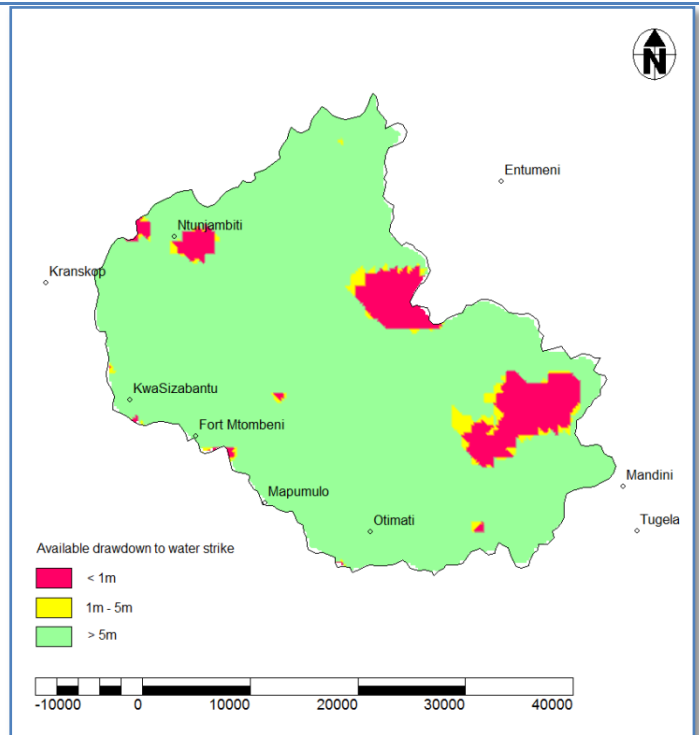 N
Entumeni
Ntunjambiti
Kranskop
KwaSizabantu
Fort Mtombeni
Mandini
Mapumulo
Tugela
Otimati
Available drawdown to water strike
< 1m
1m - 5m
> 5m
-10000 0 10000 20000 30000 40000